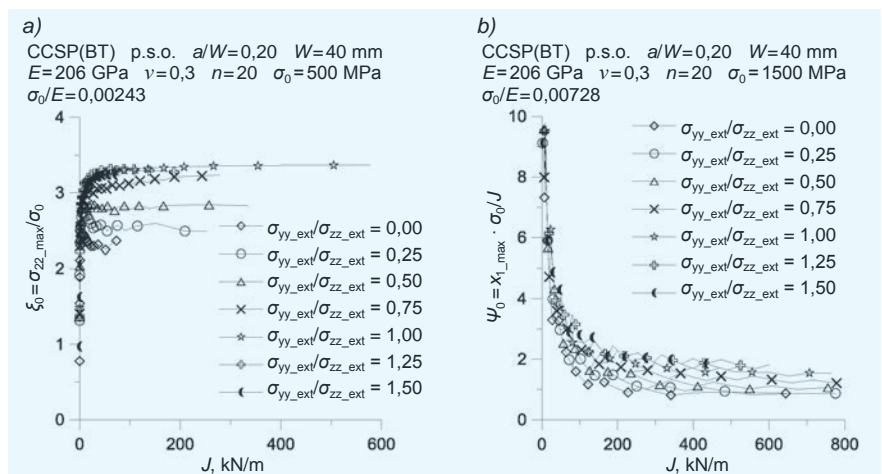 a)
CCSP(BT) p.s.o. a/W=0,20 W=40 mm
E=206 GPa ν=0,3 n=20 σ0=500 MPa
σ0/E=0,00243
4
3
2
1
0
ξ0=σ22_max/σ0
σyy_ext/σzz_ext = 0,00
σyy_ext/σzz_ext = 0,25
σyy_ext/σzz_ext = 0,50
σyy_ext/σzz_ext = 0,75
σyy_ext/σzz_ext = 1,00
σyy_ext/σzz_ext = 1,25
σyy_ext/σzz_ext = 1,50
0 200 400 600
J, kN/m
b)
CCSP(BT) p.s.o. a/W=0,20 W=40 mm
E=206 GPa ν=0,3 n=20 σ0=1500 MPa
σ0/E=0,00728
10
8
6
4
2
0
Ψ0=x1_max · σ0/J
σyy_ext/σzz_ext = 0,00
σyy_ext/σzz_ext = 0,25
σyy_ext/σzz_ext = 0,50
σyy_ext/σzz_ext = 0,75
σyy_ext/σzz_ext = 1,00
σyy_ext/σzz_ext = 1,25
σyy_ext/σzz_ext = 1,50
0 200 400 600 800
J, kN/m